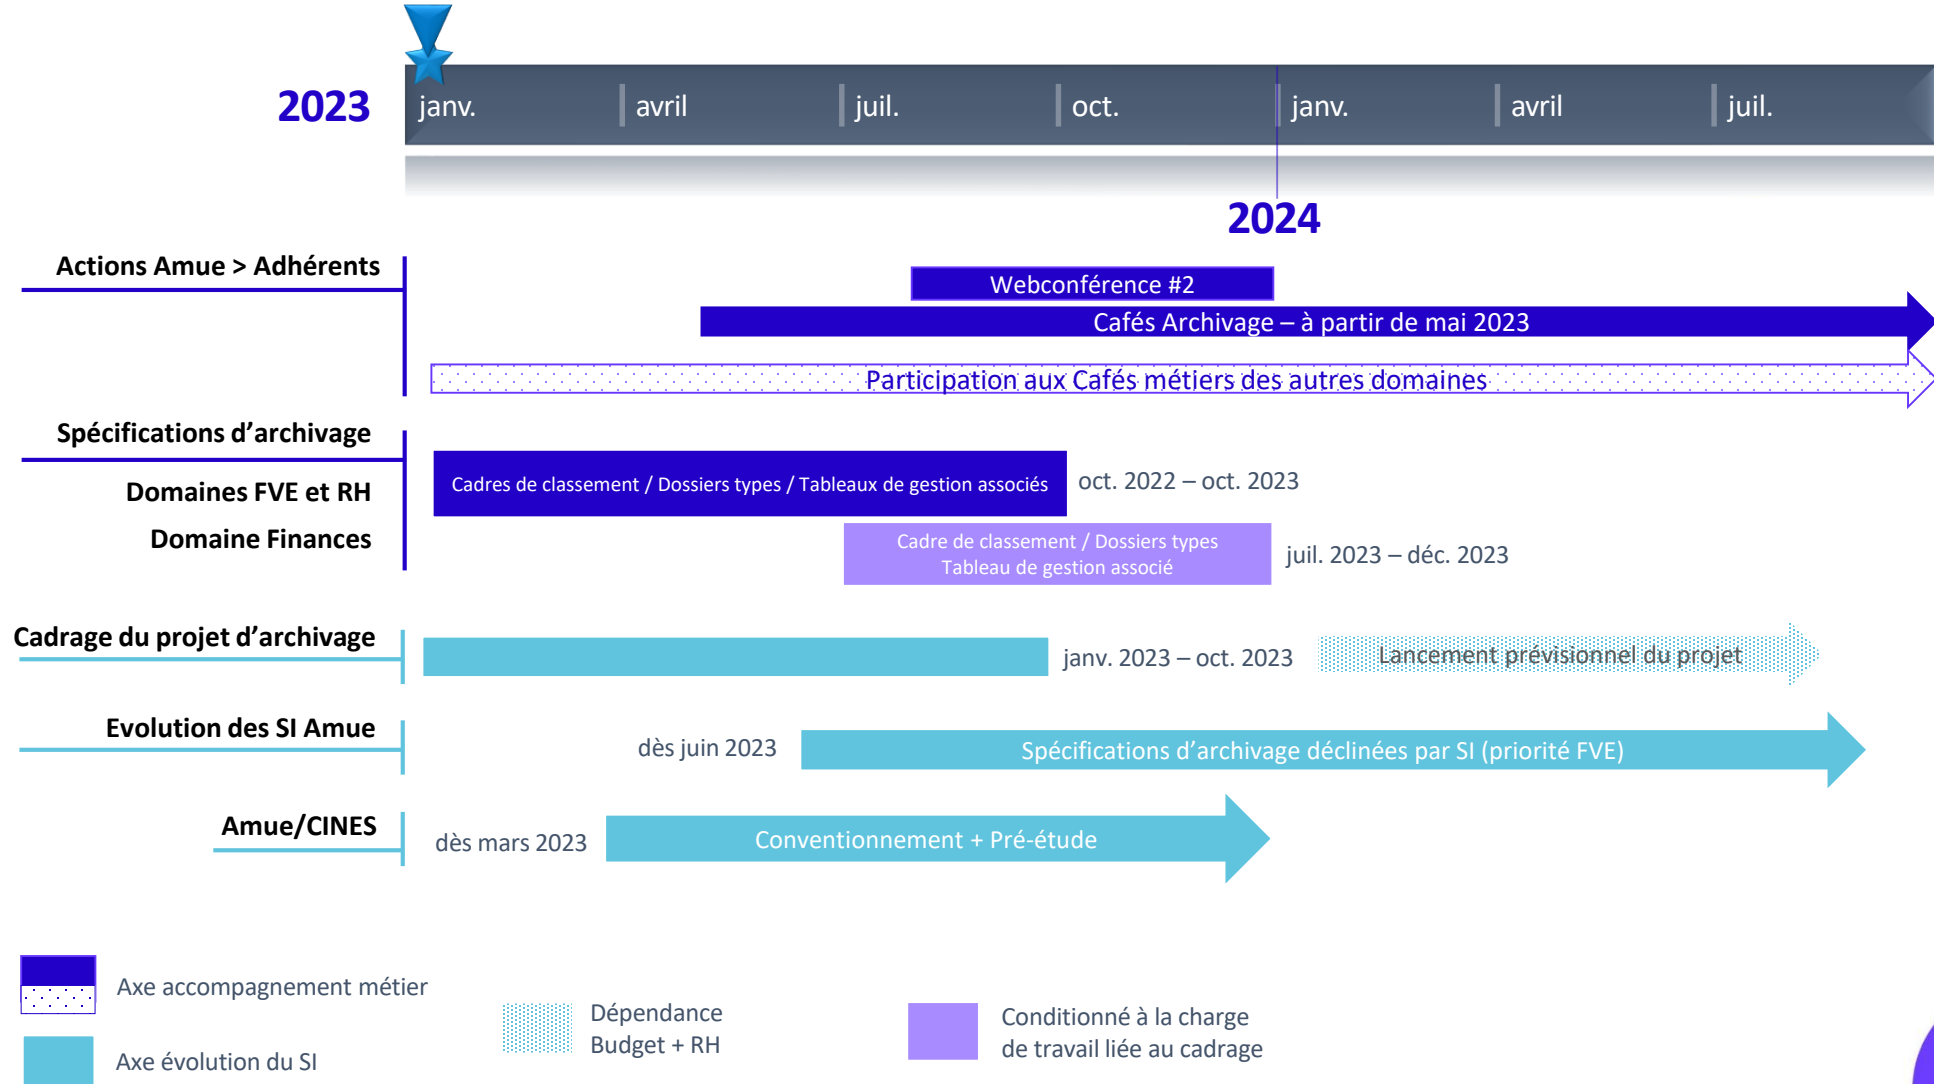 2023
janv.
avril
juil.
oct.
janv.
avril
juil.
2024
Actions Amue > Adhérents
Webconférence #2
Cafés Archivage – à partir de mai 2023
Participation aux Cafés métiers des autres domaines
Spécifications d’archivage
Domaines FVE et RH
Cadres de classement / Dossiers types / Tableaux de gestion associés
oct. 2022 – oct. 2023
Domaine Finances
Cadre de classement / Dossiers types
Tableau de gestion associé
juil. 2023 – déc. 2023
Cadrage du projet d’archivage
janv. 2023 – oct. 2023
Lancement prévisionnel du projet
Evolution des SI Amue
dès juin 2023
Spécifications d’archivage déclinées par SI (priorité FVE)
Amue/CINES
dès mars 2023
Conventionnement + Pré-étude
Axe accompagnement métier
Axe évolution du SI
Dépendance
Budget + RH
Conditionné à la charge
de travail liée au cadrage